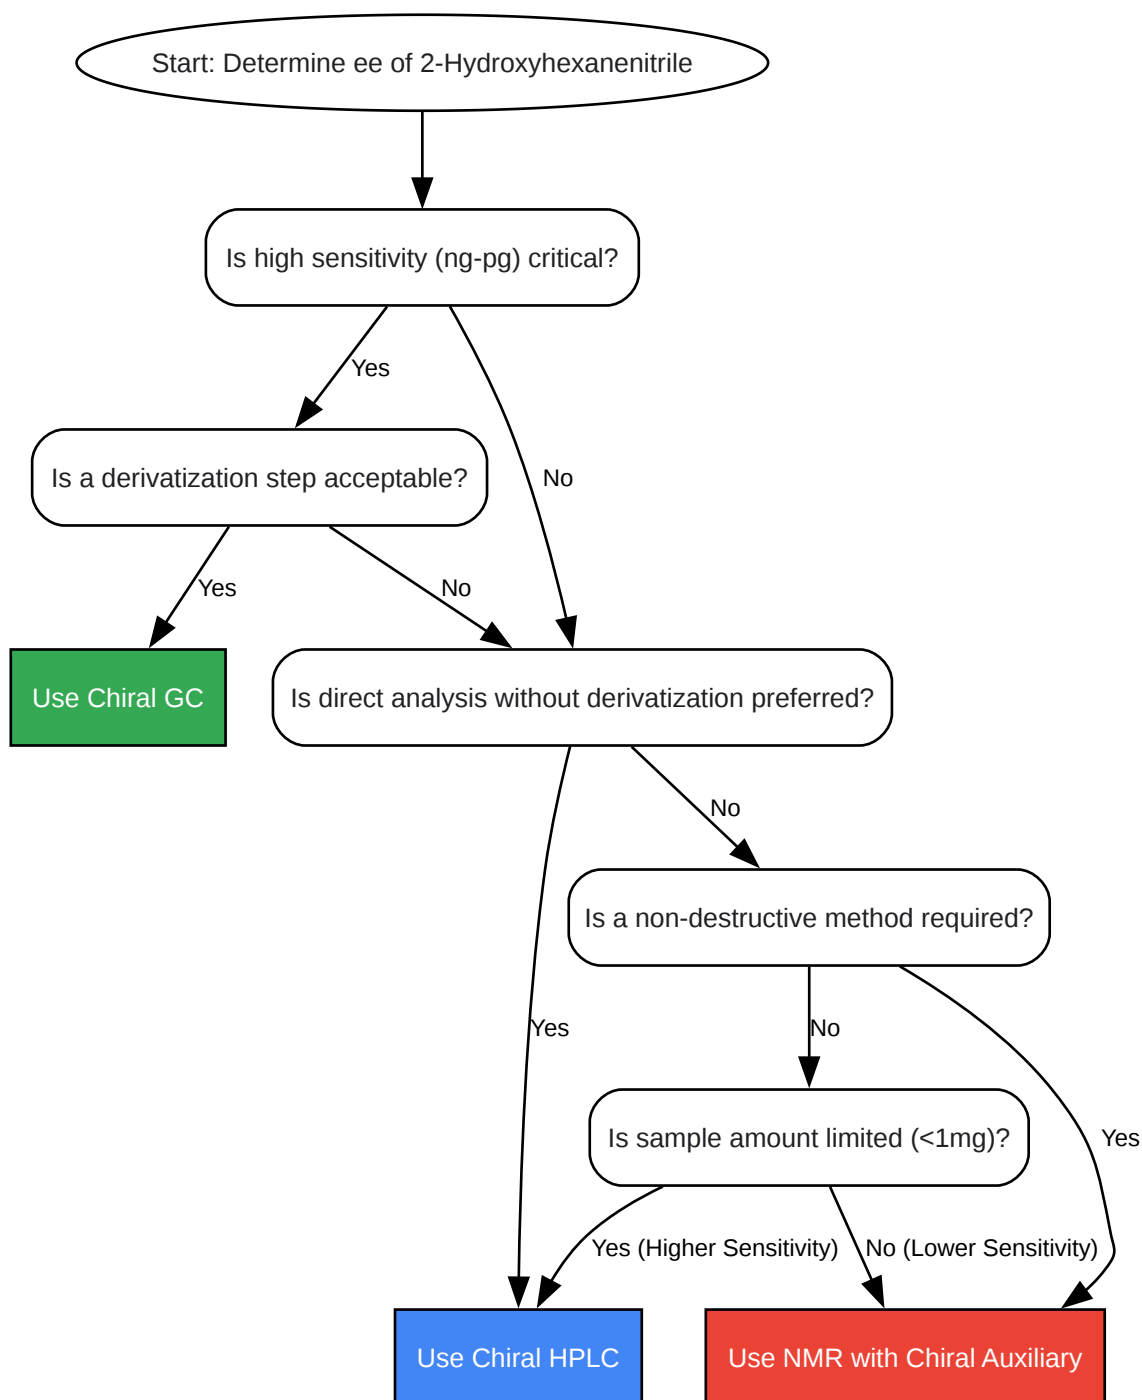 Start: Determine ee of 2-Hydroxyhexanenitrile
Is high sensitivity (ng-pg) critical?
Yes
Is a derivatization step acceptable?
No
Yes
No
Use Chiral GC
Is direct analysis without derivatization preferred?
No
Is a non-destructive method required?
Yes
No
Is sample amount limited (<1mg)?
Yes
Yes (Higher Sensitivity)
No (Lower Sensitivity)
Use Chiral HPLC
Use NMR with Chiral Auxiliary